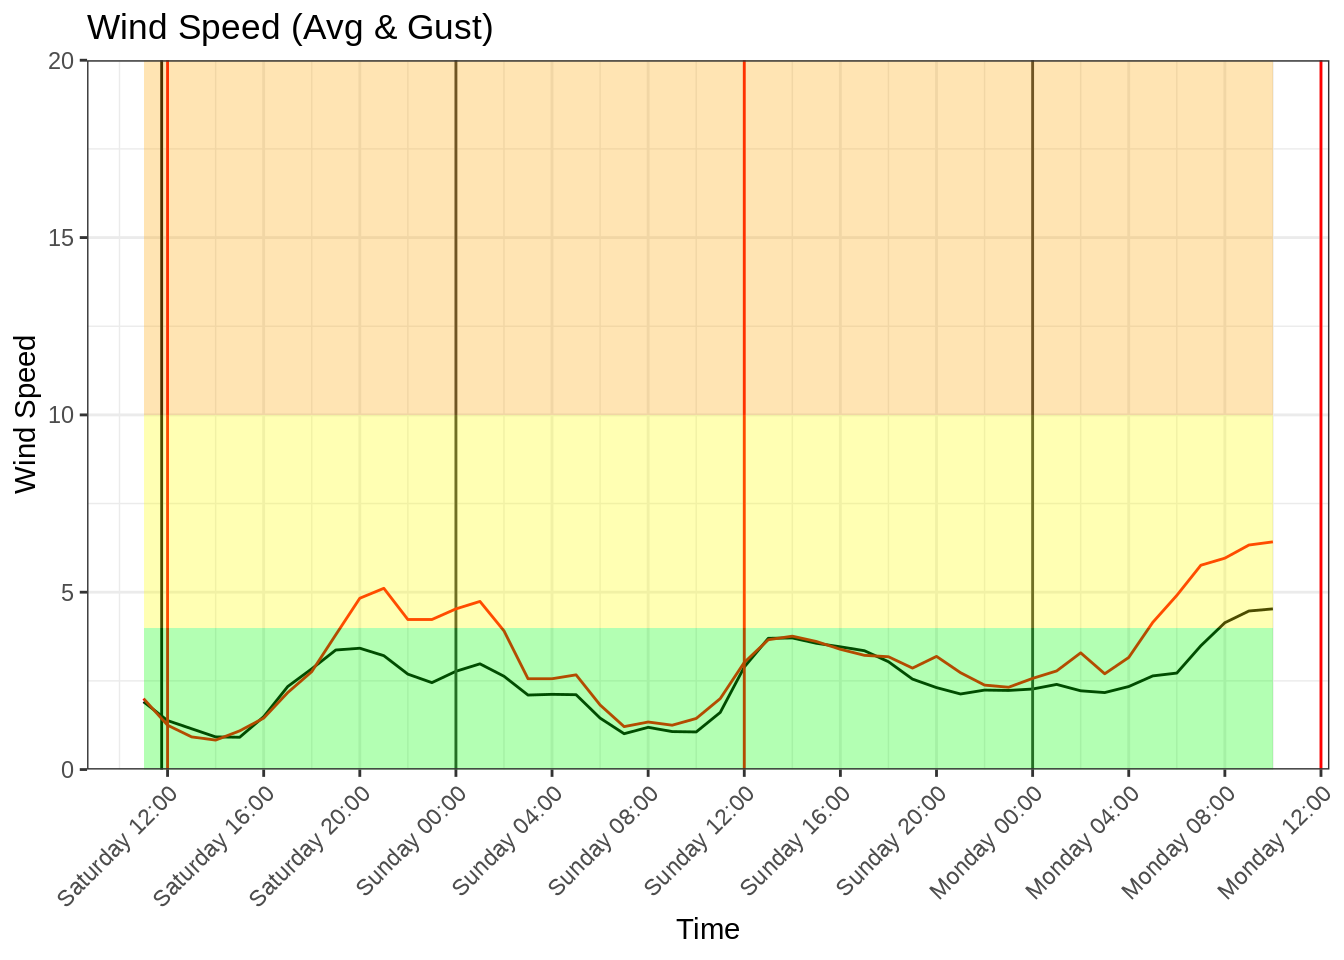 Wind Speed (Avg & Gust)
20
15
10
5
0
Wind Speed
Saturday 12:00
Saturday 16:00
Saturday 20:00
Sunday 00:00
Sunday 04:00
Sunday 08:00
Sunday 12:00
Sunday 16:00
Sunday 20:00
Monday 00:00
Monday 04:00
Monday 08:00
Monday 12:00
Time